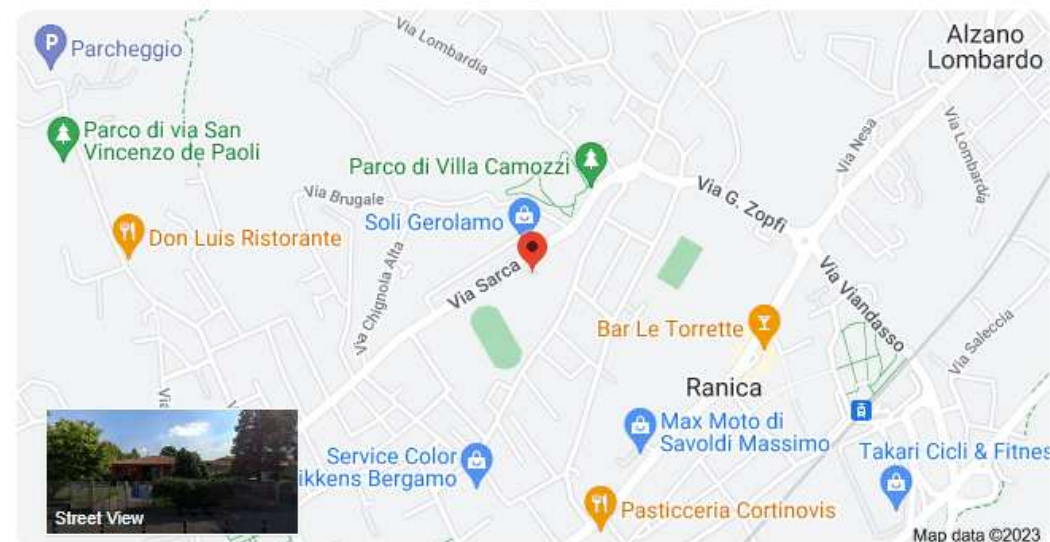 Parcheggio
Via Lombardia
Alzano
Lombardo
Parco di via San
Vincenzo de Paoli
Parco di Villa Camozzi
Via Nesa
Via Lombardia
Via Brugale
Via G. Zopfi
Soli Gerolamo
Don Luis Ristorante
Via Chignola Alta
Via Sarca
Via Viandasso
Bar Le Torrette
Via Saleccia
Ranica
Via
Max Moto di
Savoldi Massimo
Service Color
ikkens Bergamo
Takari Cicli & Fitnes
Pasticceria Cortinovis
Street View
Map data ©2023